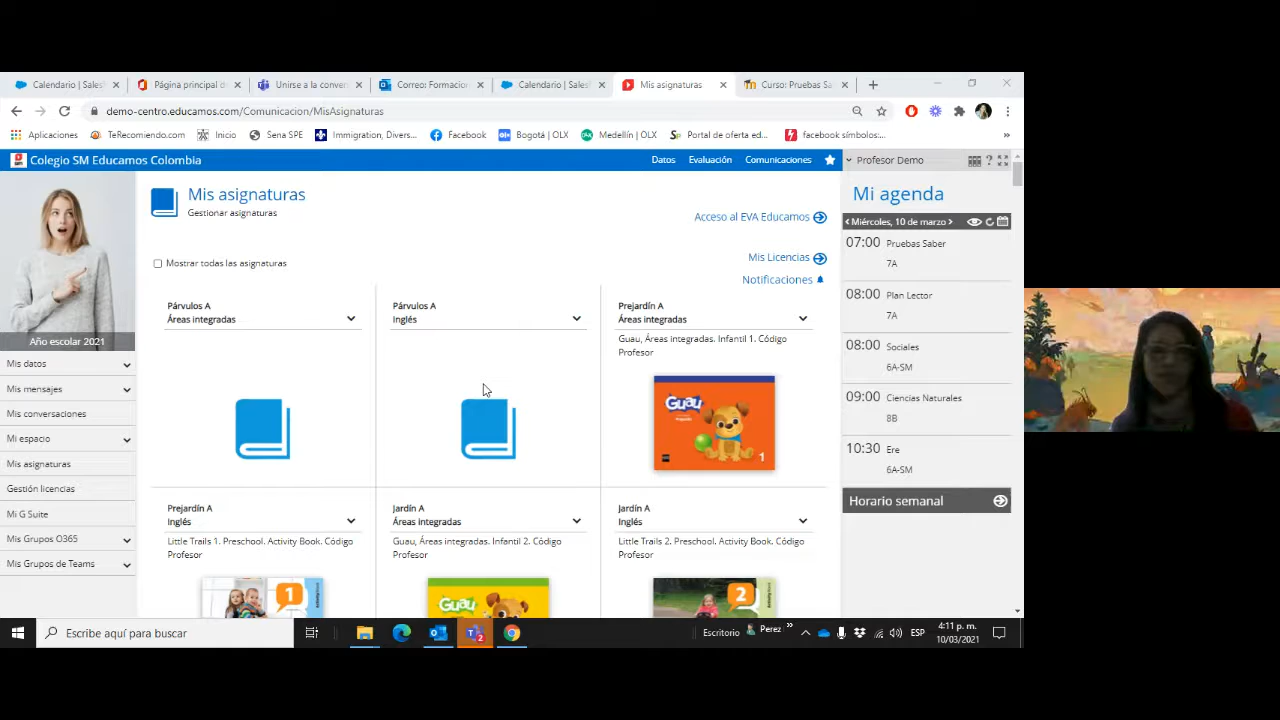 Calendario | Sales
Página principal d
Unirse a la conver
Correo: Formacior
Calendario | Sales
Mis asignaturas
Curso: Pruebas Sa
demo-centro.educamos.com/Comunicacion/MisAsignaturas
Aplicaciones
TeRecomiendo.com
Inicio
Sena SPE
Immigration, Divers...
Facebook
Bogotá | OLX
Medellín | OLX
Portal de oferta ed...
facebook símbolos:...
»
Colegio SM Educamos Colombia
Datos
Evaluación
Comunicaciones
Profesor Demo
Año escolar 2021
Mis datos
Mis mensajes
Mis conversaciones
Mi espacio
Mis asignaturas
Gestión licencias
Mi G Suite
Mis Grupos O365
Mis Grupos de Teams
Mis asignaturas
Gestionar asignaturas
Acceso al EVA Educamos
Mis Licencias
Notificaciones
Mostrar todas las asignaturas
Párvulos A
Áreas integradas
Párvulos A
Inglés
Prejardín A
Áreas integradas
Guau, Áreas integradas. Infantil 1. Código
Profesor
Guau
1
Prejardín A
Inglés
Little Trails 1. Preschool. Activity Book. Código
Profesor
1
Jardín A
Áreas integradas
Guau, Áreas integradas. Infantil 2. Código
Profesor
Guau
Jardín A
Inglés
Little Trails 2. Preschool. Activity Book. Código
Profesor
2
Mi agenda
Miércoles, 10 de marzo
07:00 Pruebas Saber
7A
08:00 Plan Lector
7A
08:00 Sociales
6A-SM
09:00 Ciencias Naturales
8B
10:30 Ere
6A-SM
Horario semanal
Escribe aquí para buscar
Escritorio
Perez
»
ESP
4:11 p. m.
10/03/2021